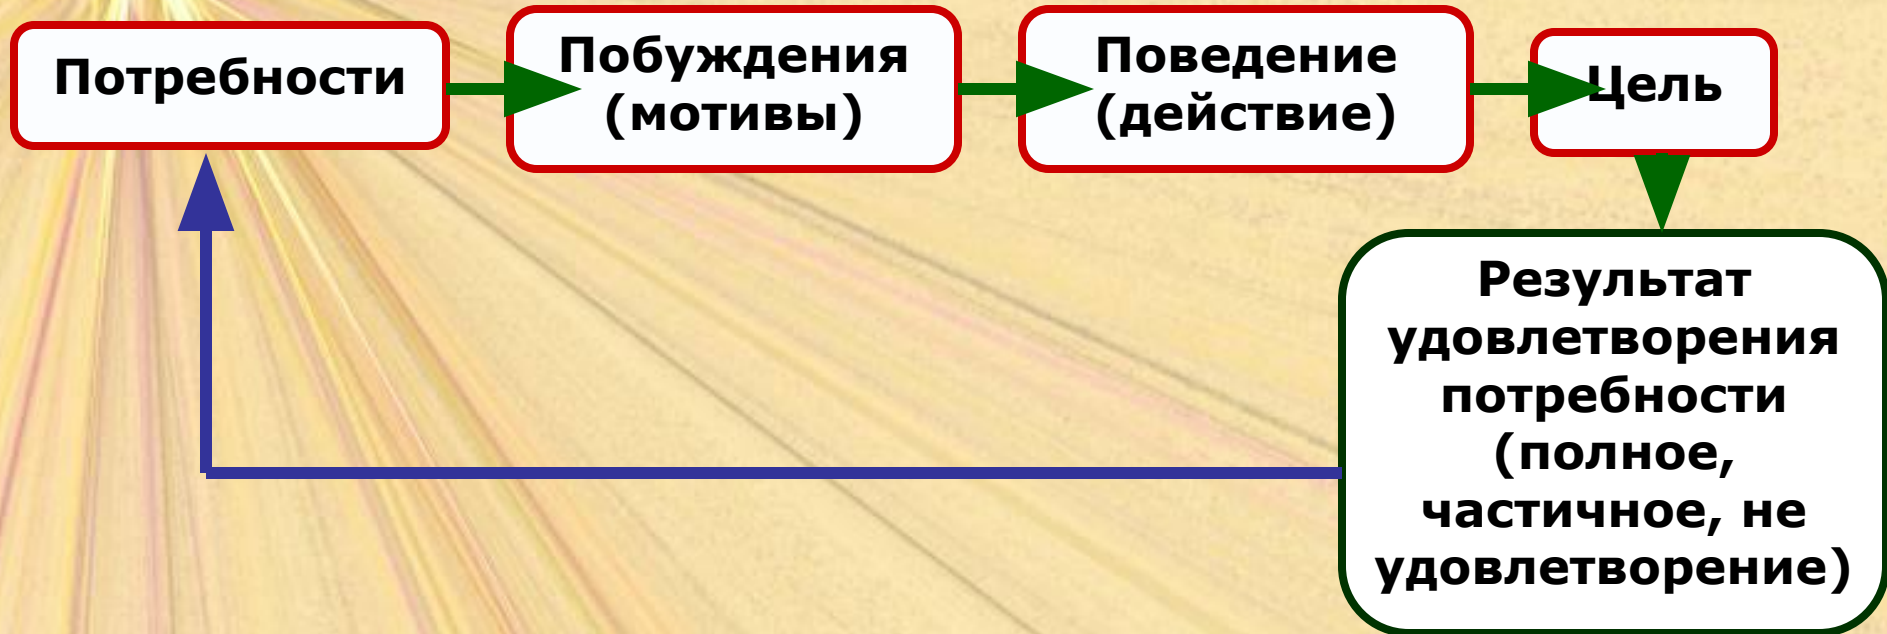 Потребности
Побуждения
(мотивы)
Поведение
(действие)
Цель
Результат
удовлетворения
потребности
(полное,
частичное, не
удовлетворение)